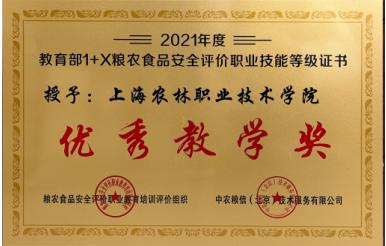 2021年度
教育部1+X粮农食品安全评价职业技能等级证书
授予：上海农林职业技术学院
优秀教学奖
粮农食品安全评价职业教育培训评价组织
中农粮信（北京）技术服务有限公司